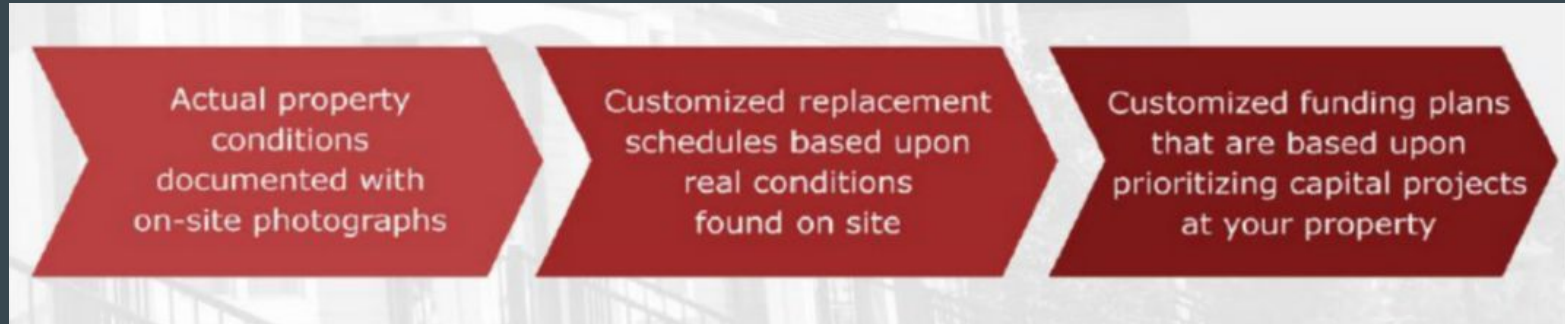 Actual property
conditions
documented with
on-site photographs
Customized replacement
schedules based upon
real conditions
found on site
Customized funding plans
that are based upon
prioritizing capital projects
at your property